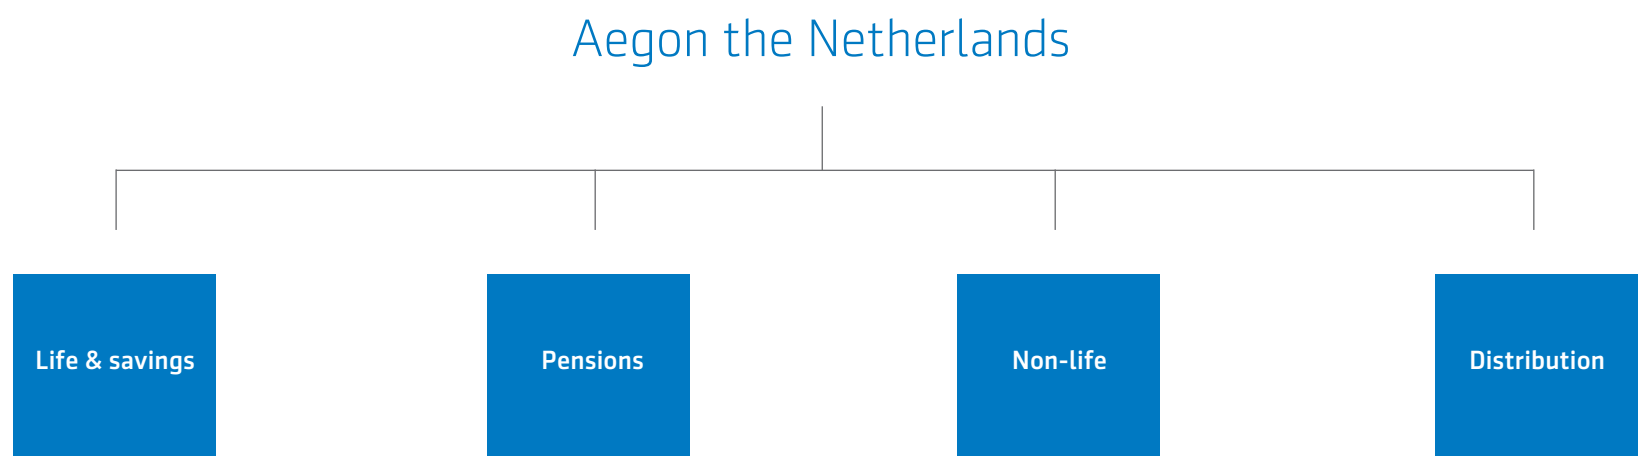 Aegon the Netherlands
Life & savings
Pensions
Non-life
Distribution